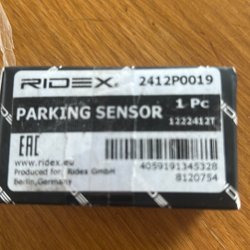 RIDEX 2412P0019
PARKING SENSOR 1 Pc
1222412T
EAC
www.ridex.eu
Produced for: Ridex GmbH
Berlin, Germany
4059191345328
8120754